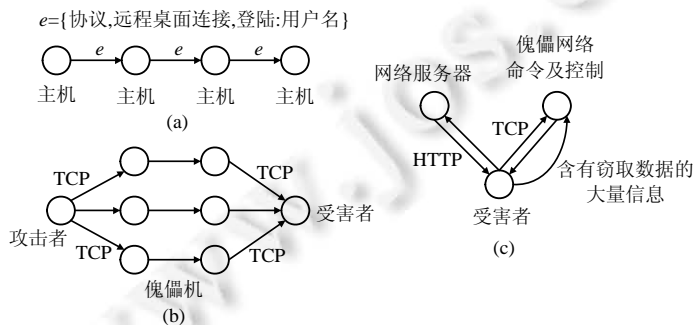 e={协议,远程桌面连接,登陆:用户名}
e e e
主机 主机 主机 主机
(a)
TCP TCP
攻击者 受害者
TCP TCP
傀儡机
(b)
网络服务器
傀儡网络
命令及控制
TCP
HTTP
含有窃取数据的
大量信息
受害者
(c)
www.jos.